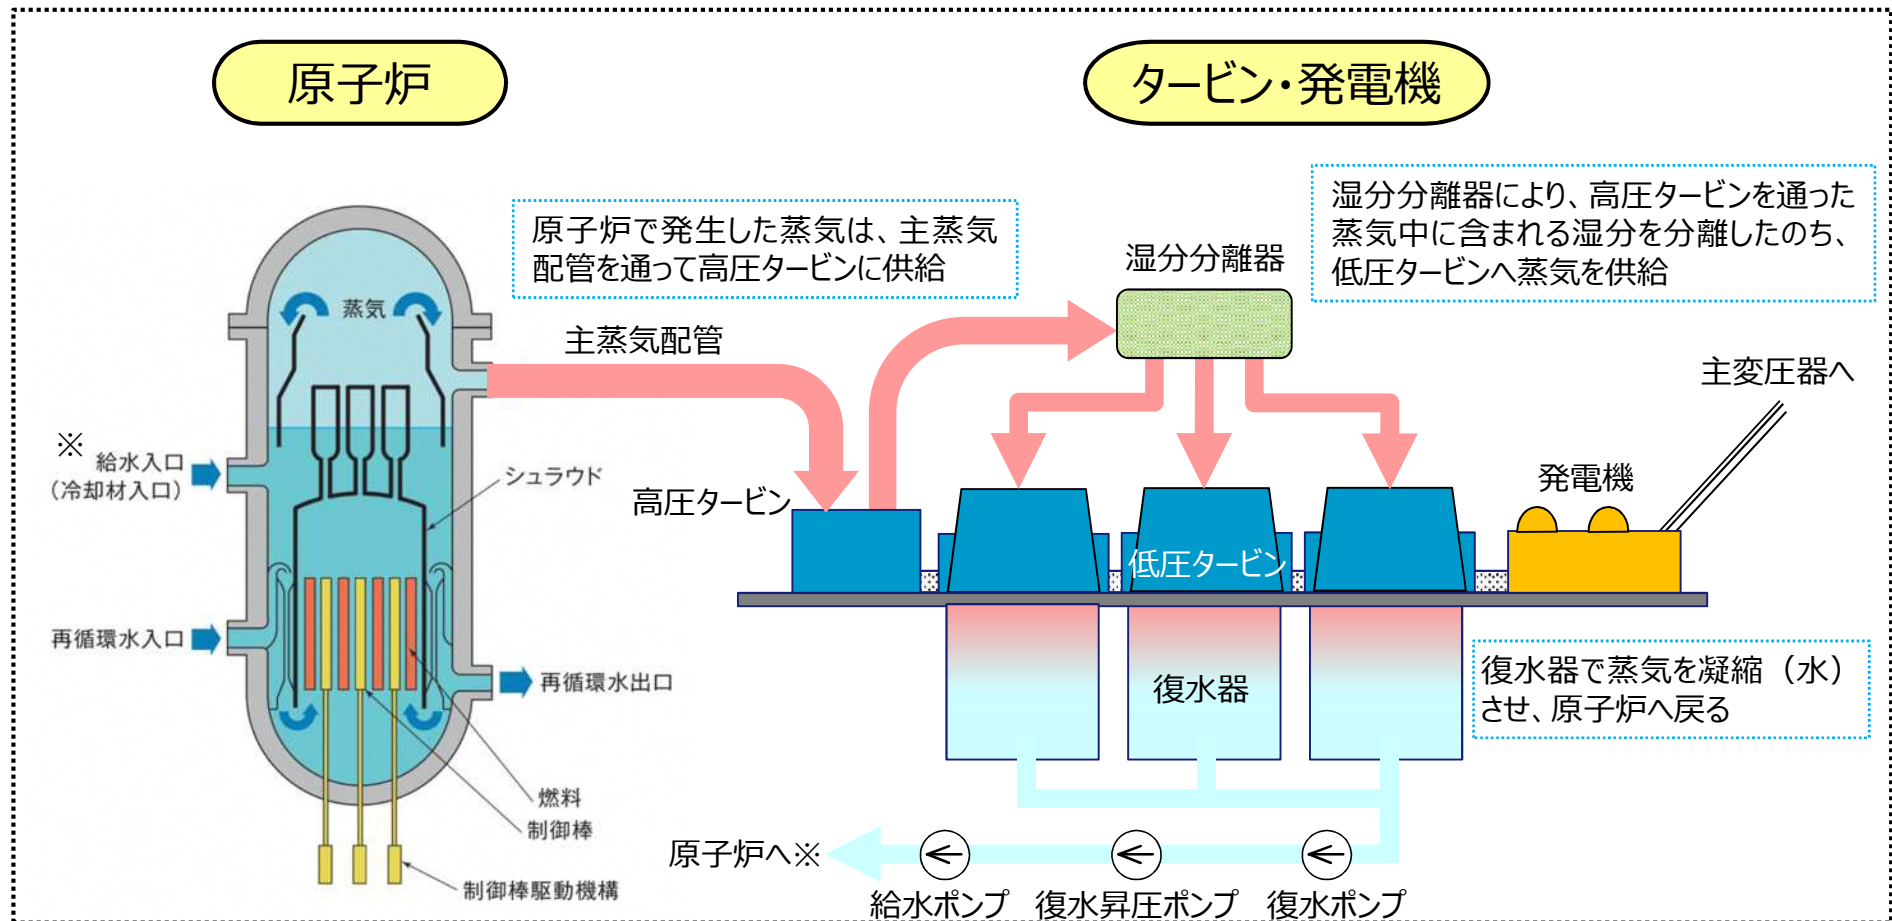 原子炉
タービン・発電機
原子炉で発生した蒸気は、主蒸気
配管を通って高圧タービンに供給
湿分分離器により、高圧タービンを通った
蒸気中に含まれる湿分を分離したのち、
低圧タービンへ蒸気を供給
湿分分離器
蒸気
主蒸気配管
主変圧器へ
※
給水入口
（冷却材入口）
シュラウド
高圧タービン
発電機
低圧タービン
再循環水入口
再循環水出口
復水器
復水器で蒸気を凝縮（水）
させ、原子炉へ戻る
燃料
制御棒
制御棒駆動機構
原子炉へ※
給水ポンプ
復水昇圧ポンプ
復水ポンプ